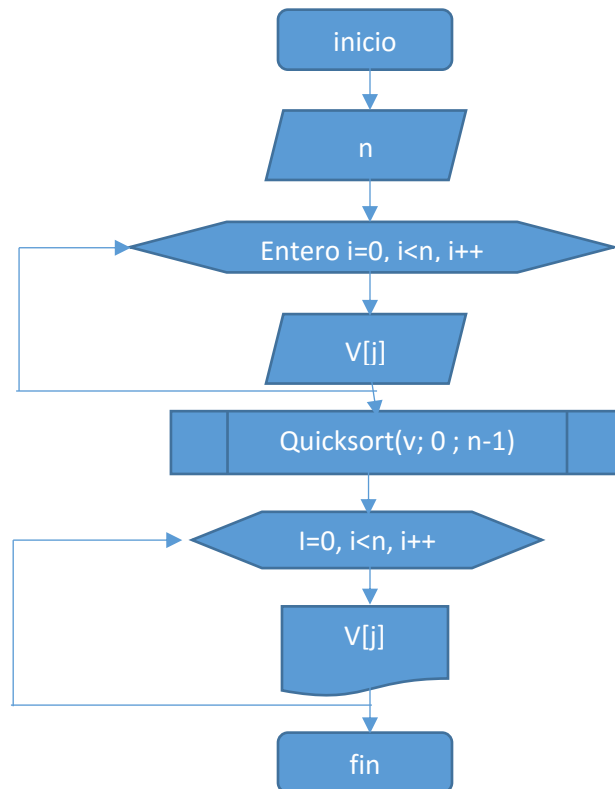 inicio
n
Entero i=0, i<n, i++
V[j]
Quicksort(v; 0 ; n-1)
I=0, i<n, i++
V[j]
fin